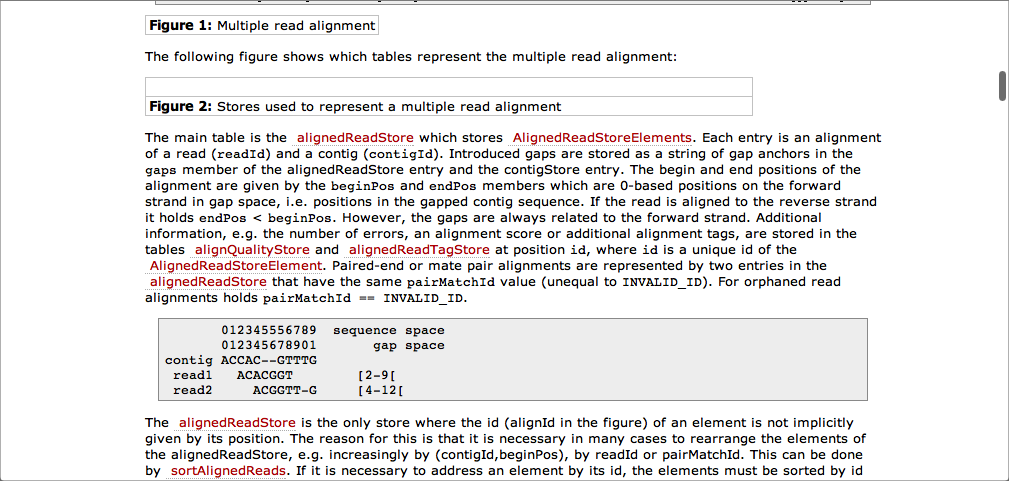 Figure 1: Multiple read alignment
The following figure shows which tables represent the multiple read alignment:
Figure 2: Stores used to represent a multiple read alignment
The main table is the alignedReadStore which stores AlignedReadStoreElements. Each entry is an alignment
of a read (readId) and a contig (contigId). Introduced gaps are stored as a string of gap anchors in the
gaps member of the alignedReadStore entry and the contigStore entry. The begin and end positions of the
alignment are given by the beginPos and endPos members which are 0-based positions on the forward
strand in gap space, i.e. positions in the gapped contig sequence. If the read is aligned to the reverse strand
it holds endPos < beginPos. However, the gaps are always related to the forward strand. Additional
information, e.g. the number of errors, an alignment score or additional alignment tags, are stored in the
tables alignQualityStore and alignedReadTagStore at position id, where id is a unique id of the
AlignedReadStoreElement. Paired-end or mate pair alignments are represented by two entries in the
alignedReadStore that have the same pairMatchId value (unequal to INVALID_ID). For orphaned read
alignments holds pairMatchId == INVALID_ID.
012345556789 sequence space
012345678901 gap space
contig ACCAC--GTTTG
read1 ACACGGT [2-9[
read2 ACGGTT-G [4-12[
The alignedReadStore is the only store where the id (alignId in the figure) of an element is not implicitly
given by its position. The reason for this is that it is necessary in many cases to rearrange the elements of
the alignedReadStore, e.g. increasingly by (contigId,beginPos), by readId or pairMatchId. This can be done
by sortAlignedReads. If it is necessary to address an element by its id, the elements must be sorted by id